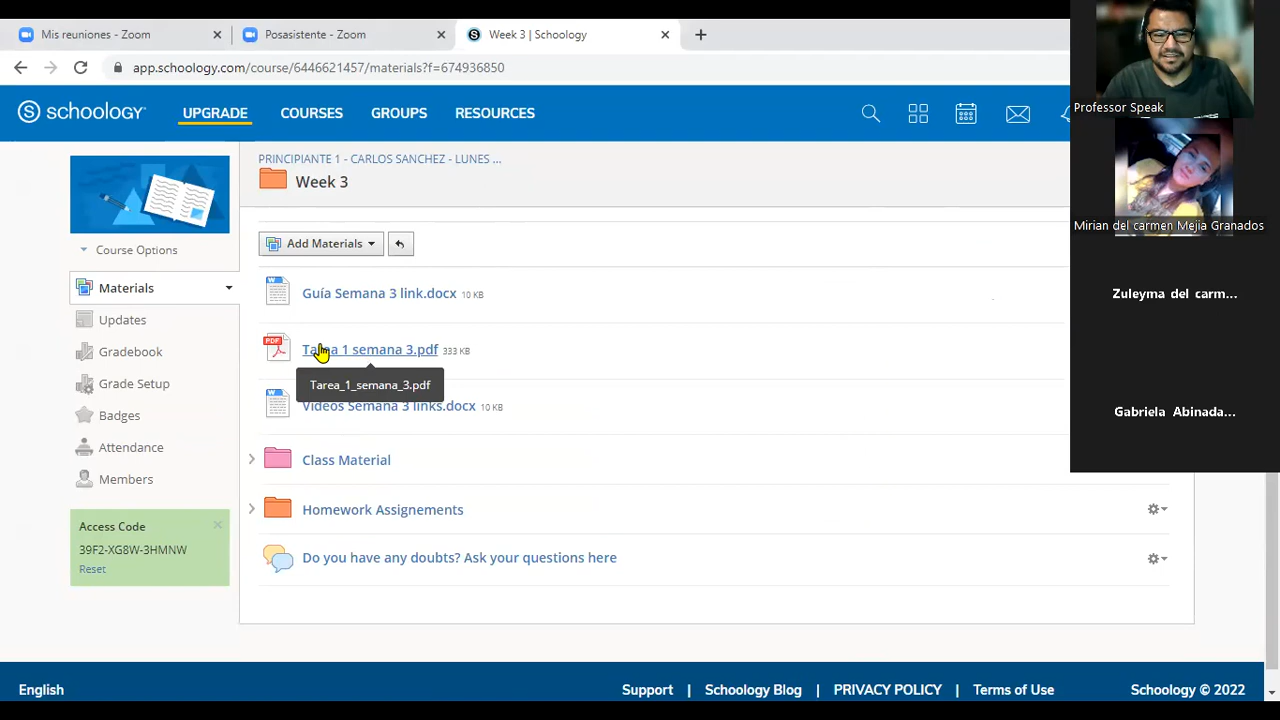 Mis reuniones - Zoom
Posasistente - Zoom
Week 3 | Schoology
app.schoology.com/course/6446621457/materials?f=674936850
schoology
UPGRADE
COURSES
GROUPS
RESOURCES
Professor Speak
Mirian del carmen Mejia Granados
Zuleyma del carm...
Gabriela Abinada...
PRINCIPIANTE 1 - CARLOS SANCHEZ - LUNES ...
Week 3
Course Options
Materials
Updates
Gradebook
Grade Setup
Badges
Attendance
Members
Access Code
39F2-XG8W-3HMNW
Reset
Add Materials
Guía Semana 3 link.docx 10 KB
Tarea 1 semana 3.pdf 333 KB
Tarea_1_semana_3.pdf
Videos Semana 3 links.docx 10 KB
Class Material
Homework Assignements
Do you have any doubts? Ask your questions here
English
Support | Schoology Blog | PRIVACY POLICY | Terms of Use
Schoology © 2022